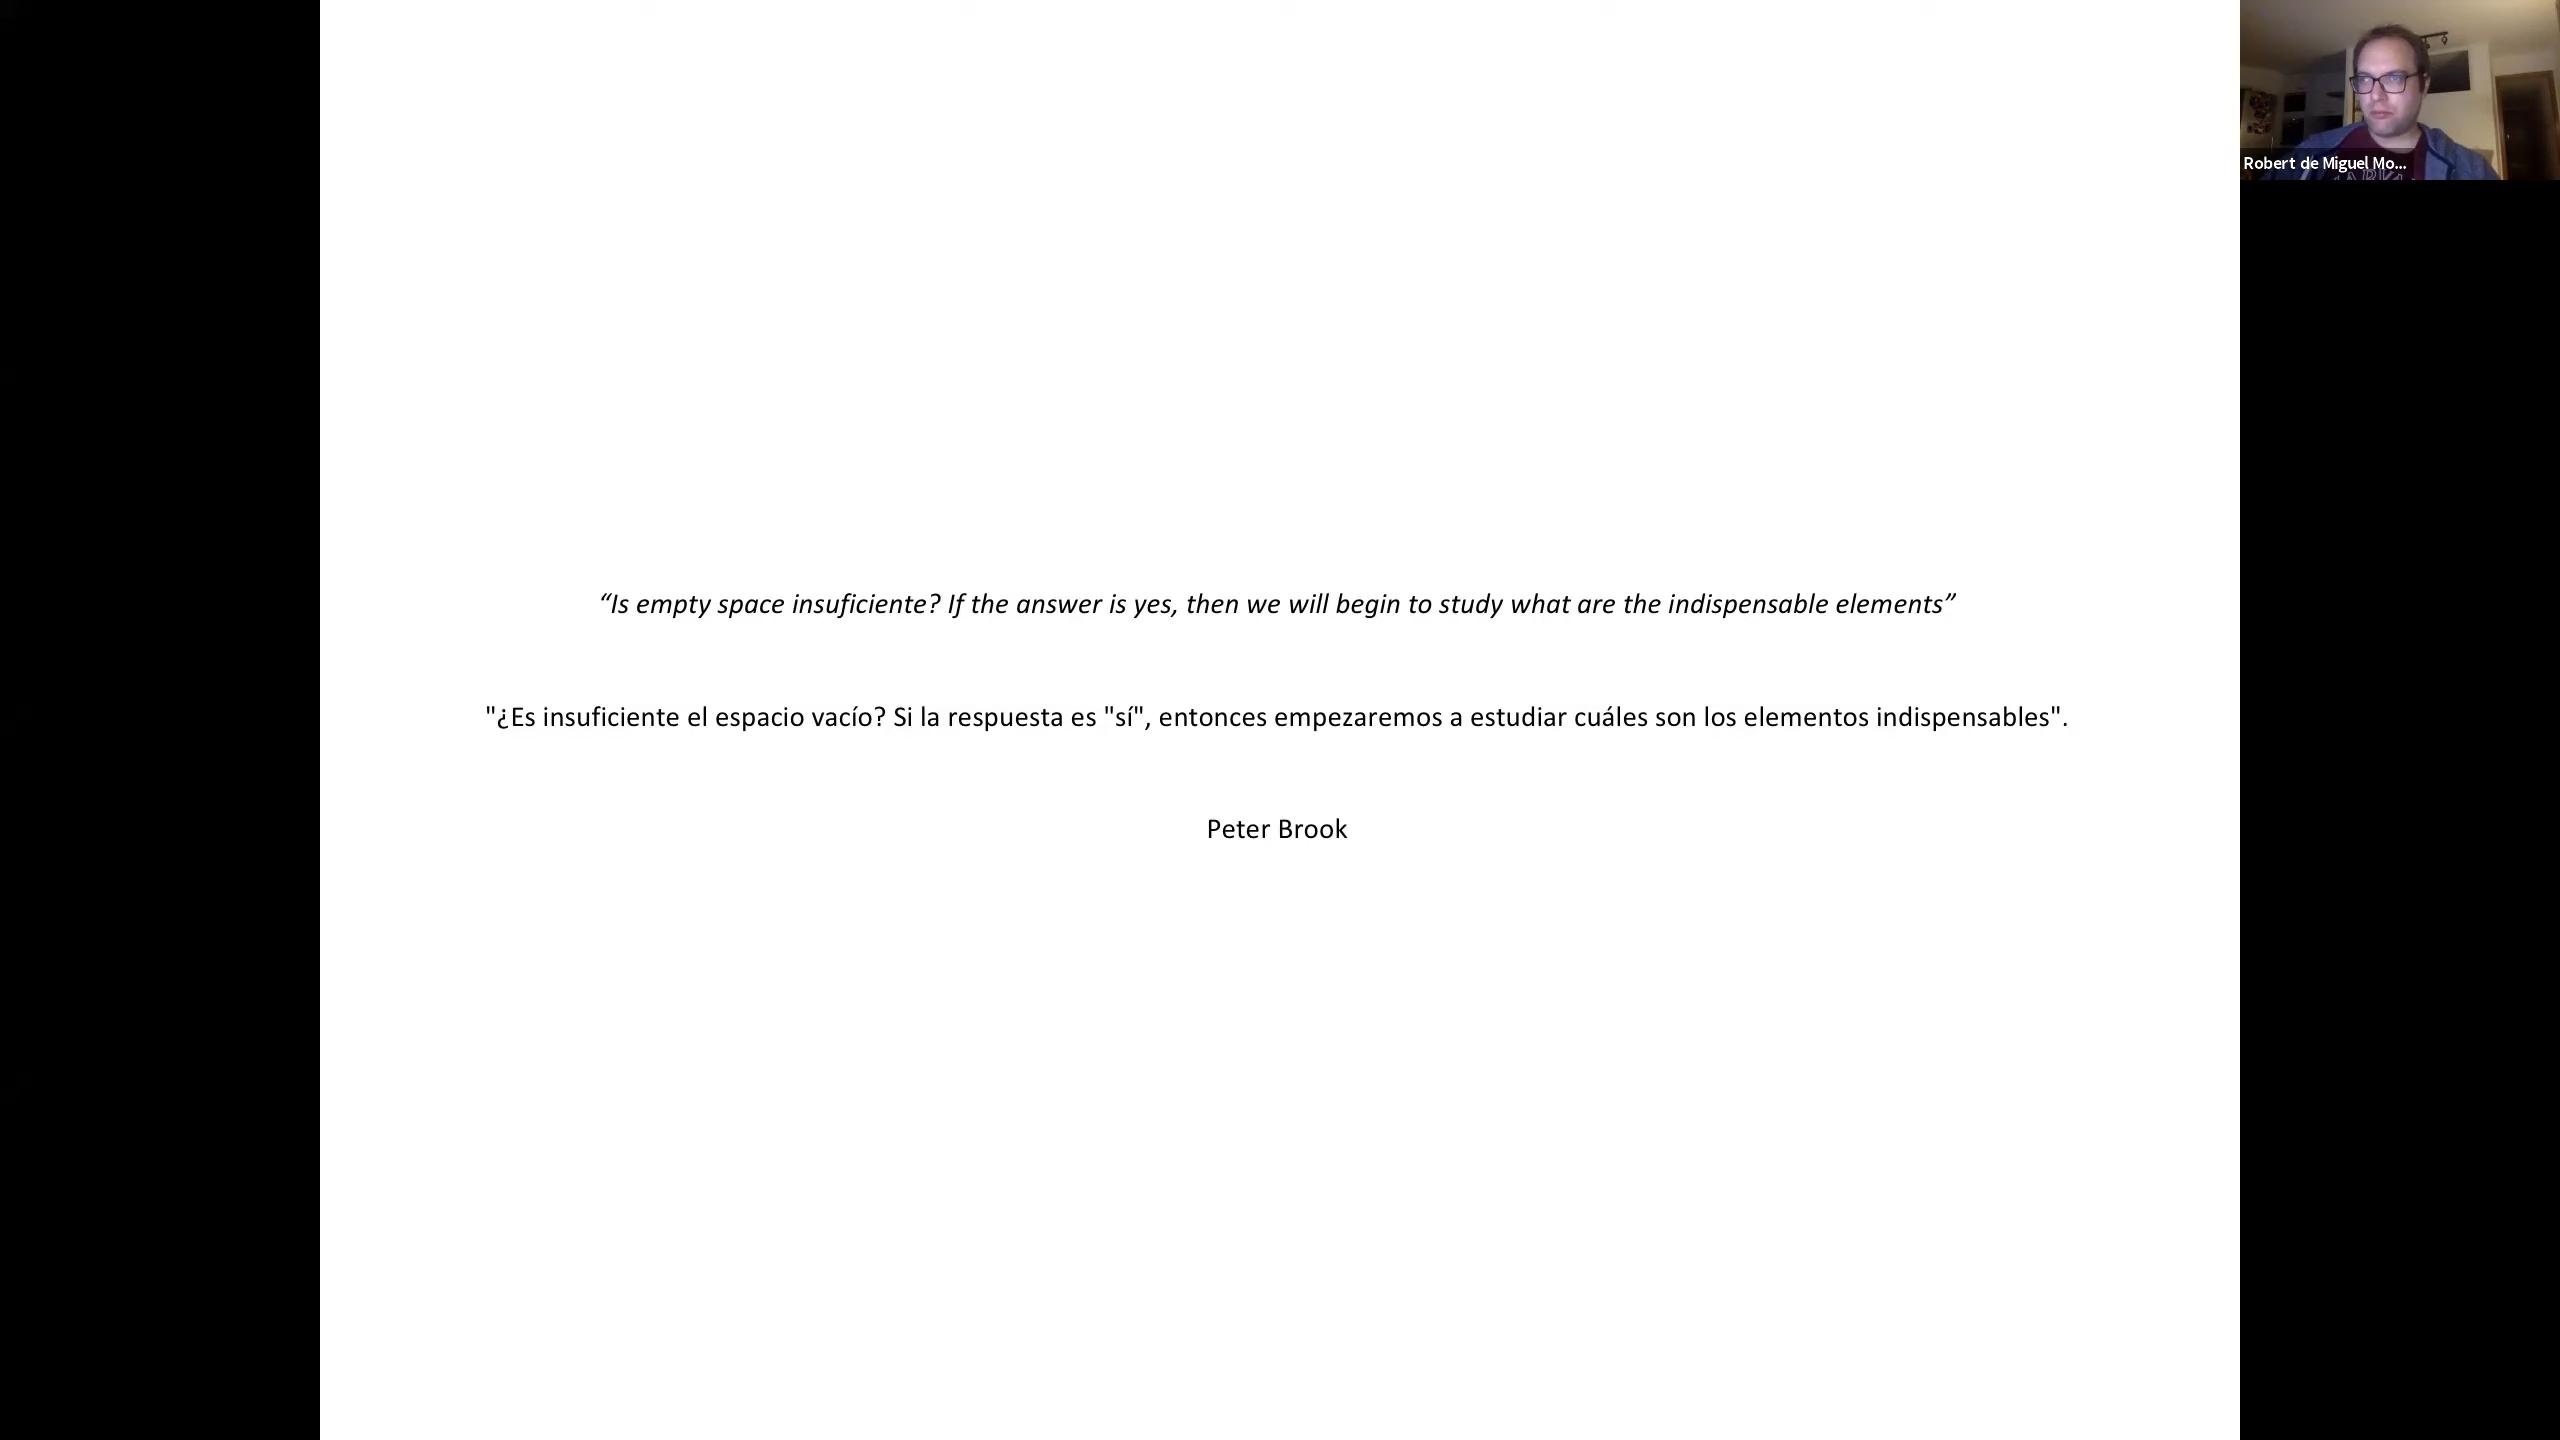 Robert de Miguel Mo...
“Is empty space insuficiente? If the answer is yes, then we will begin to study what are the indispensable elements”
"¿Es insuficiente el espacio vacío? Si la respuesta es "sí", entonces empezaremos a estudiar cuáles son los elementos indispensables".
Peter Brook